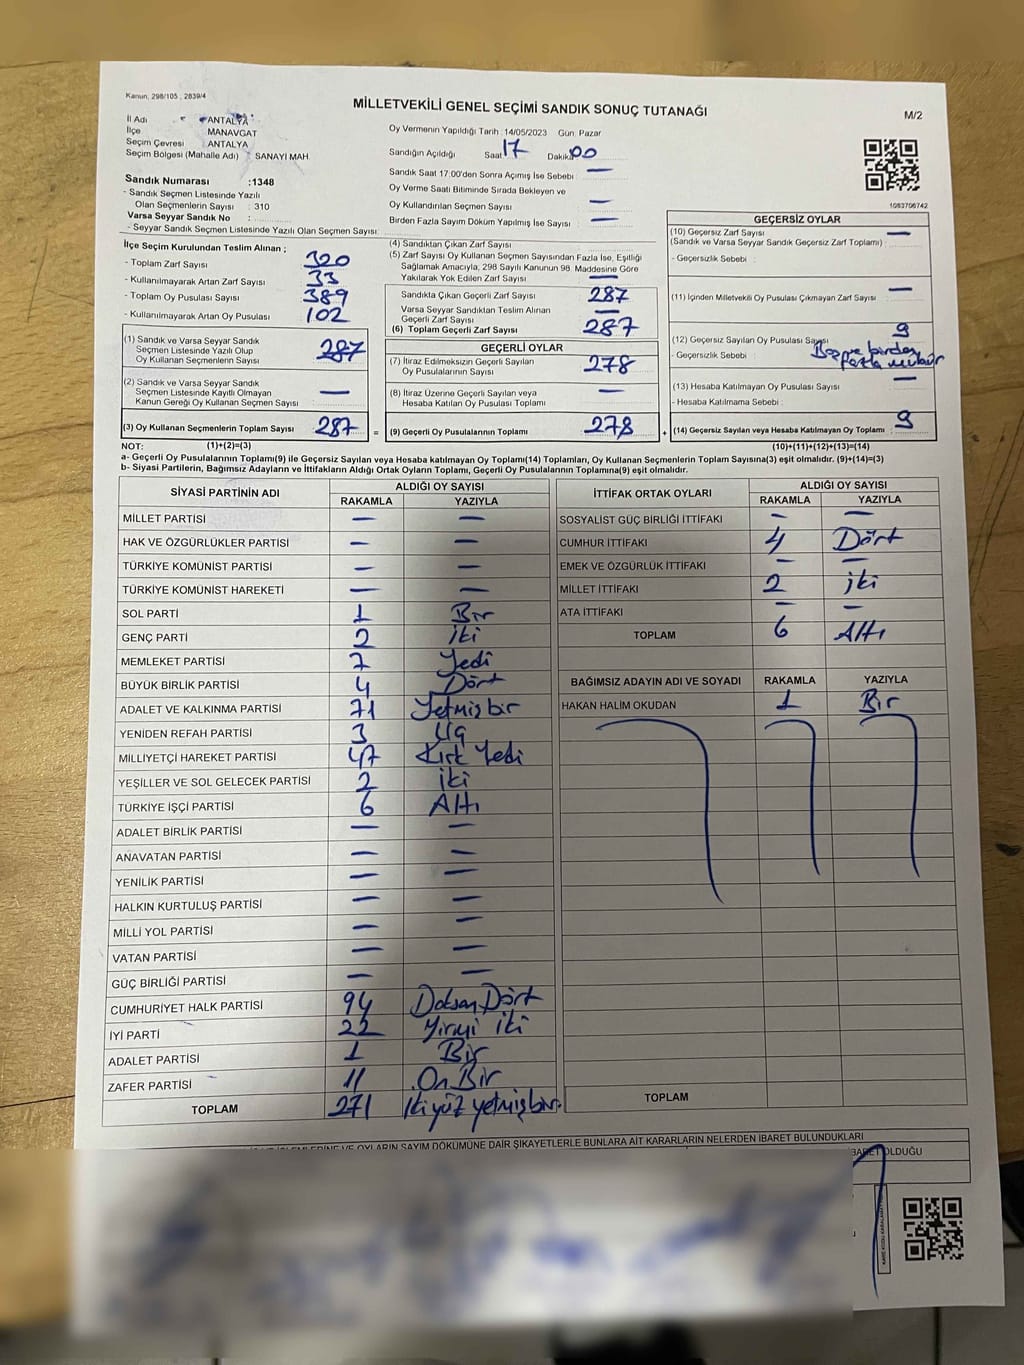 Kanun, 298/105 , 2839/4
MİLLETVEKİLİ GENEL SEÇİMİ SANDIK SONUÇ TUTANAĞI
M/2
İl Adı ANTALYA
İlçe MANAVGAT
Seçim Çevresi ANTALYA
Seçim Bölgesi (Mahalle Adı) : SANAYİ MAH.
Sandık Numarası :1348
- Sandık Seçmen Listesinde Yazılı
Olan Seçmenlerin Sayısı : 310
Varsa Seyyar Sandık No :
- Seyyar Sandık Seçmen Listesinde Yazılı Olan Seçmen Sayısı:
Oy Vermenin Yapıldığı Tarih : 14/05/2023 Gün Pazar
Sandığın Açıldığı Saat 17 Dakika 00
Sandık Saat 17:00'den Sonra Açımış İse Sebebi : —
Oy Verme Saati Bitiminde Sırada Bekleyen ve
Oy Kullandırılan Seçmen Sayısı : —
Birden Fazla Sayım Döküm Yapılmış İse Sayısı : —
1083706742
İlçe Seçim Kurulundan Teslim Alınan ;
- Toplam Zarf Sayısı 320
- Kullanılmayarak Artan Zarf Sayısı : 33
- Toplam Oy Pusulası Sayısı : 389
- Kullanılmayarak Artan Oy Pusulası : 102
(1) Sandık ve Varsa Seyyar Sandık
Seçmen Listesinde Yazılı Olup
Oy Kullanan Seçmenlerin Sayısı 287
(2) Sandık ve Varsa Seyyar Sandık
Seçmen Listesinde Kayıtlı Olmayan
Kanun Gereği Oy Kullanan Seçmen Sayısı —
(3) Oy Kullanan Seçmenlerin Toplam Sayısı 287 =
(4) Sandıktan Çıkan Zarf Sayısı
(5) Zarf Sayısı Oy Kullanan Seçmen Sayısından Fazla İse, Eşitliği
Sağlamak Amacıyla, 298 Sayılı Kanunun 98. Maddesine Göre
Yakılarak Yok Edilen Zarf Sayısı —
Sandıkta Çıkan Geçerli Zarf Sayısı 287
Varsa Seyyar Sandıktan Teslim Alınan
Geçerli Zarf Sayısı —
(6) Toplam Geçerli Zarf Sayısı 287
GEÇERLİ OYLAR
(7) İtiraz Edilmeksizin Geçerli Sayılan
Oy Pusulalarının Sayısı 278
(8) İtiraz Üzerine Geçerli Sayılan veya
Hesaba Katılan Oy Pusulası Toplamı —
(9) Geçerli Oy Pusulalarının Toplamı 278 +
GEÇERSİZ OYLAR
(10) Geçersiz Zarf Sayısı —
(Sandık ve Varsa Seyyar Sandık Geçersiz Zarf Toplamı) :
- Geçersizlik Sebebi :
(11) İçinden Milletvekili Oy Pusulası Çıkmayan Zarf Sayısı —
(12) Geçersiz Sayılan Oy Pusulası Sayısı 9
- Geçersizlik Sebebi : Boş ve birden fazla mühür
(13) Hesaba Katılmayan Oy Pusulası Sayısı —
- Hesaba Katılmama Sebebi :
(14) Geçersiz Sayılan veya Hesaba Katılmayan Oy Toplamı 9
NOT: (1)+(2)=(3) (10)+(11)+(12)+(13)=(14)
a- Geçerli Oy Pusulalarının Toplamı(9) ile Geçersiz Sayılan veya Hesaba katılmayan Oy Toplamı(14) Toplamları, Oy Kullanan Seçmenlerin Toplam Sayısına(3) eşit olmalıdır. (9)+(14)=(3)
b- Siyasi Partilerin, Bağımsız Adayların ve İttifakların Aldığı Ortak Oyların Toplamı, Geçerli Oy Pusulalarının Toplamına(9) eşit olmalıdır.
SİYASİ PARTİNİN ADI ALDIĞI OY SAYISI
RAKAMLA YAZIYLA
MİLLET PARTİSİ — —
HAK VE ÖZGÜRLÜKLER PARTİSİ — —
TÜRKİYE KOMÜNİST PARTİSİ — —
TÜRKİYE KOMÜNİST HAREKETİ — —
SOL PARTİ 1 Bir
GENÇ PARTİ 2 iki
MEMLEKET PARTİSİ 7 Yedi
BÜYÜK BİRLİK PARTİSİ 4 Dört
ADALET VE KALKINMA PARTİSİ 71 Yetmiş bir
YENİDEN REFAH PARTİSİ 3 Üç
MİLLİYETÇİ HAREKET PARTİSİ 47 Kırk Yedi
YEŞİLLER VE SOL GELECEK PARTİSİ 2 İki
TÜRKİYE İŞÇİ PARTİSİ 6 Altı
ADALET BİRLİK PARTİSİ — —
ANAVATAN PARTİSİ — —
YENİLİK PARTİSİ — —
HALKIN KURTULUŞ PARTİSİ — —
MİLLİ YOL PARTİSİ — —
VATAN PARTİSİ — —
GÜÇ BİRLİĞİ PARTİSİ — —
CUMHURİYET HALK PARTİSİ 94 Doksan Dört
İYİ PARTİ 22 Yirmi iki
ADALET PARTİSİ 1 Bir
ZAFER PARTİSİ 11 On Bir
TOPLAM 271 İki yüz yetmiş bir
İTTİFAK ORTAK OYLARI ALDIĞI OY SAYISI
RAKAMLA YAZIYLA
SOSYALİST GÜÇ BİRLİĞİ İTTİFAKI — —
CUMHUR İTTİFAKI 4 Dört
EMEK VE ÖZGÜRLÜK İTTİFAKI — —
MİLLET İTTİFAKI 2 iki
ATA İTTİFAKI — —
TOPLAM 6 Altı
BAĞIMSIZ ADAYIN ADI VE SOYADI RAKAMLA YAZIYLA
HAKAN HALİM OKUDAN 1 Bir
TOPLAM
İŞLEMLERİNE VE OYLARIN SAYIM DÖKÜMÜNE DAİR ŞİKAYETLERLE BUNLARA AİT KARARLARIN NELERDEN İBARET BULUNDUKLARI
OLDUĞU